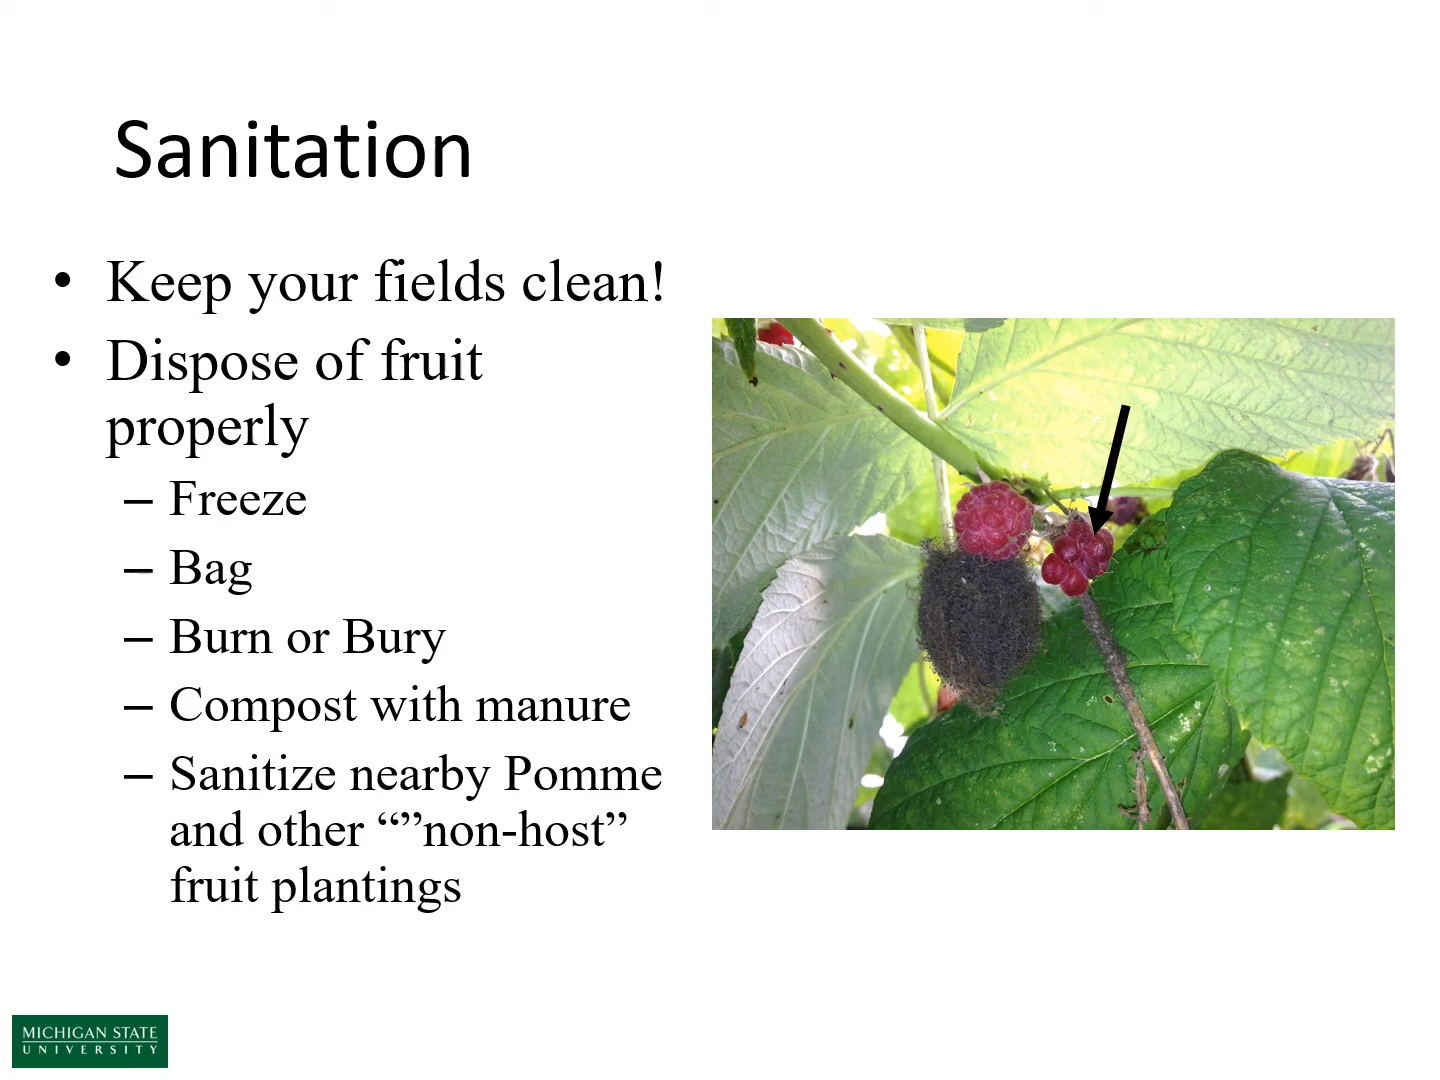 Sanitation
• Keep your fields clean!
• Dispose of fruit
properly
– Freeze
– Bag
– Burn or Bury
– Compost with manure
– Sanitize nearby Pomme
and other “”non-host”
fruit plantings
MICHIGAN STATE
UNIVERSITY